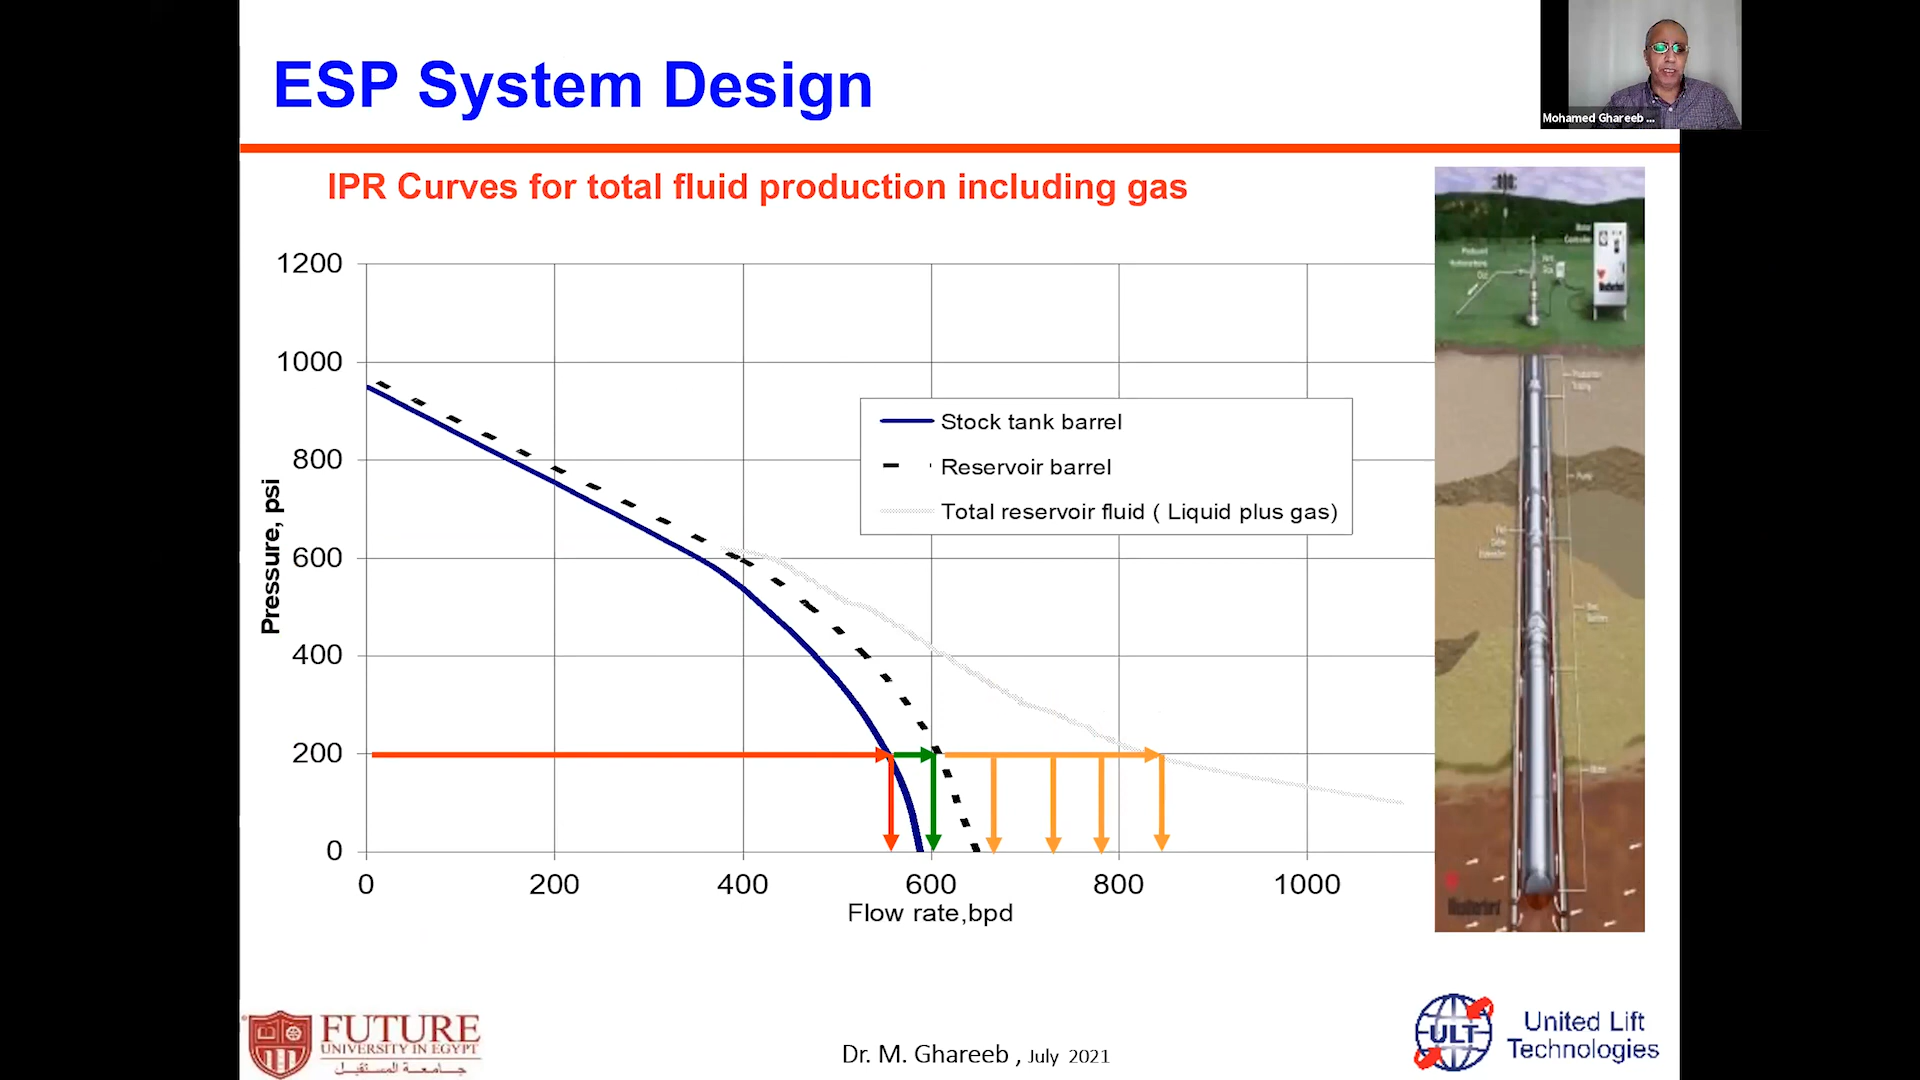 ESP System Design
Mohamed Ghareeb ...
IPR Curves for total fluid production including gas
1200
1000
800
600
400
200
0
Pressure, psi
Stock tank barrel
Reservoir barrel
Total reservoir fluid ( Liquid plus gas)
0 200 400 600 800 1000
Flow rate,bpd
FUTURE
UNIVERSITY IN EGYPT
جامعة المستقبل
Dr. M. Ghareeb , July 2021
ULT
United Lift
Technologies